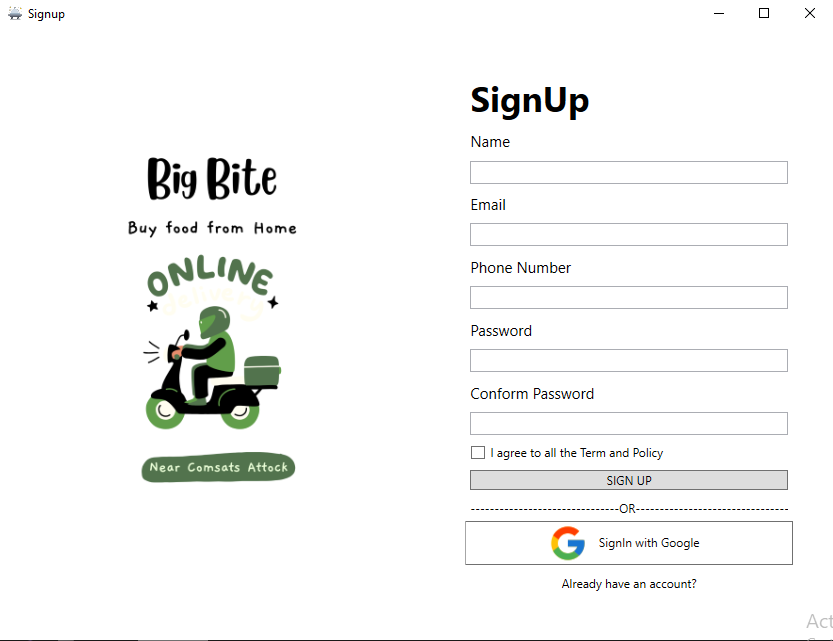 Signup
Big Bite
Buy food from Home
ONLINE
delivery
Near Comsats Attock
SignUp
Name
Email
Phone Number
Password
Conform Password
I agree to all the Term and Policy
SIGN UP
-------------------------------OR--------------------------------
SignIn with Google
Already have an account?
Act